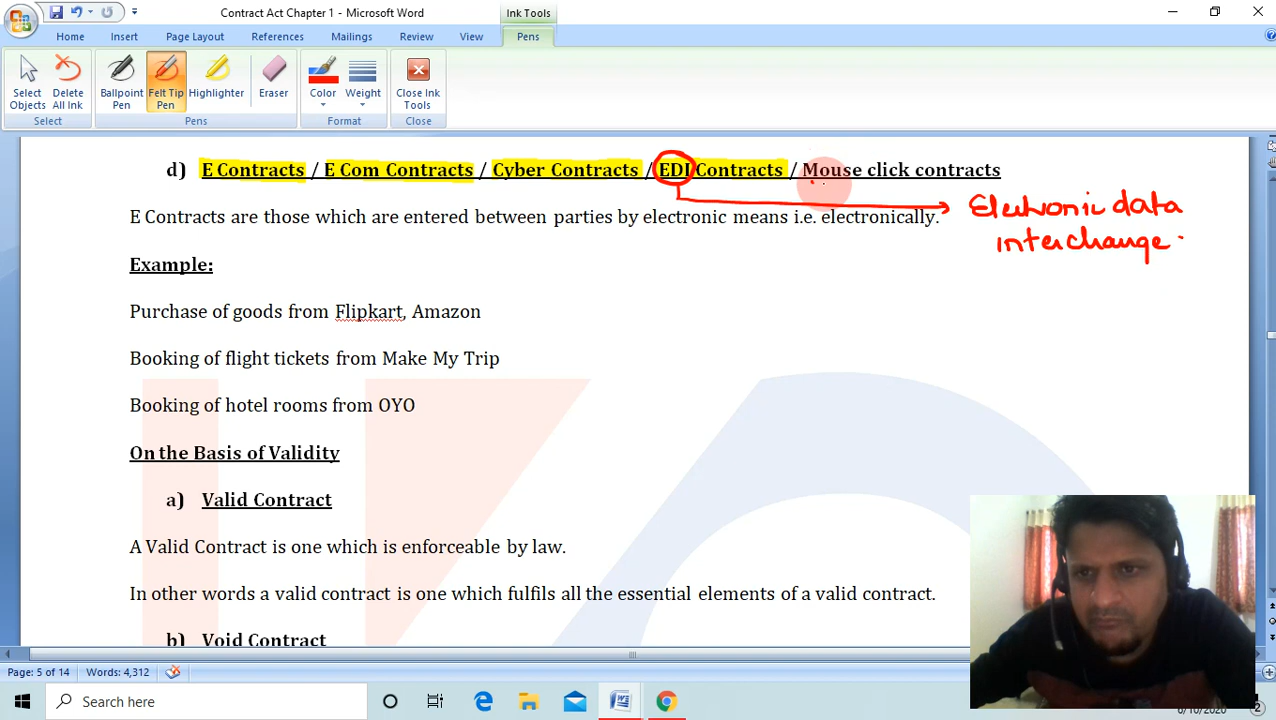 Contract Act Chapter 1 - Microsoft Word
Ink Tools
Home Insert Page Layout References Mailings Review View Pens
Select Objects
Delete All Ink
Ballpoint Pen
Felt Tip Pen
Highlighter
Eraser
Color
Weight
Close Ink Tools
Select Pens Format Close
d) E Contracts / E Com Contracts / Cyber Contracts / EDI Contracts / Mouse click contracts
Electronic data
interchange
E Contracts are those which are entered between parties by electronic means i.e. electronically.
Example:
Purchase of goods from Flipkart, Amazon
Booking of flight tickets from Make My Trip
Booking of hotel rooms from OYO
On the Basis of Validity
a) Valid Contract
A Valid Contract is one which is enforceable by law.
In other words a valid contract is one which fulfils all the essential elements of a valid contract.
b) Void Contract
Page: 5 of 14 Words: 4,312
Search here
6/10/2020 2